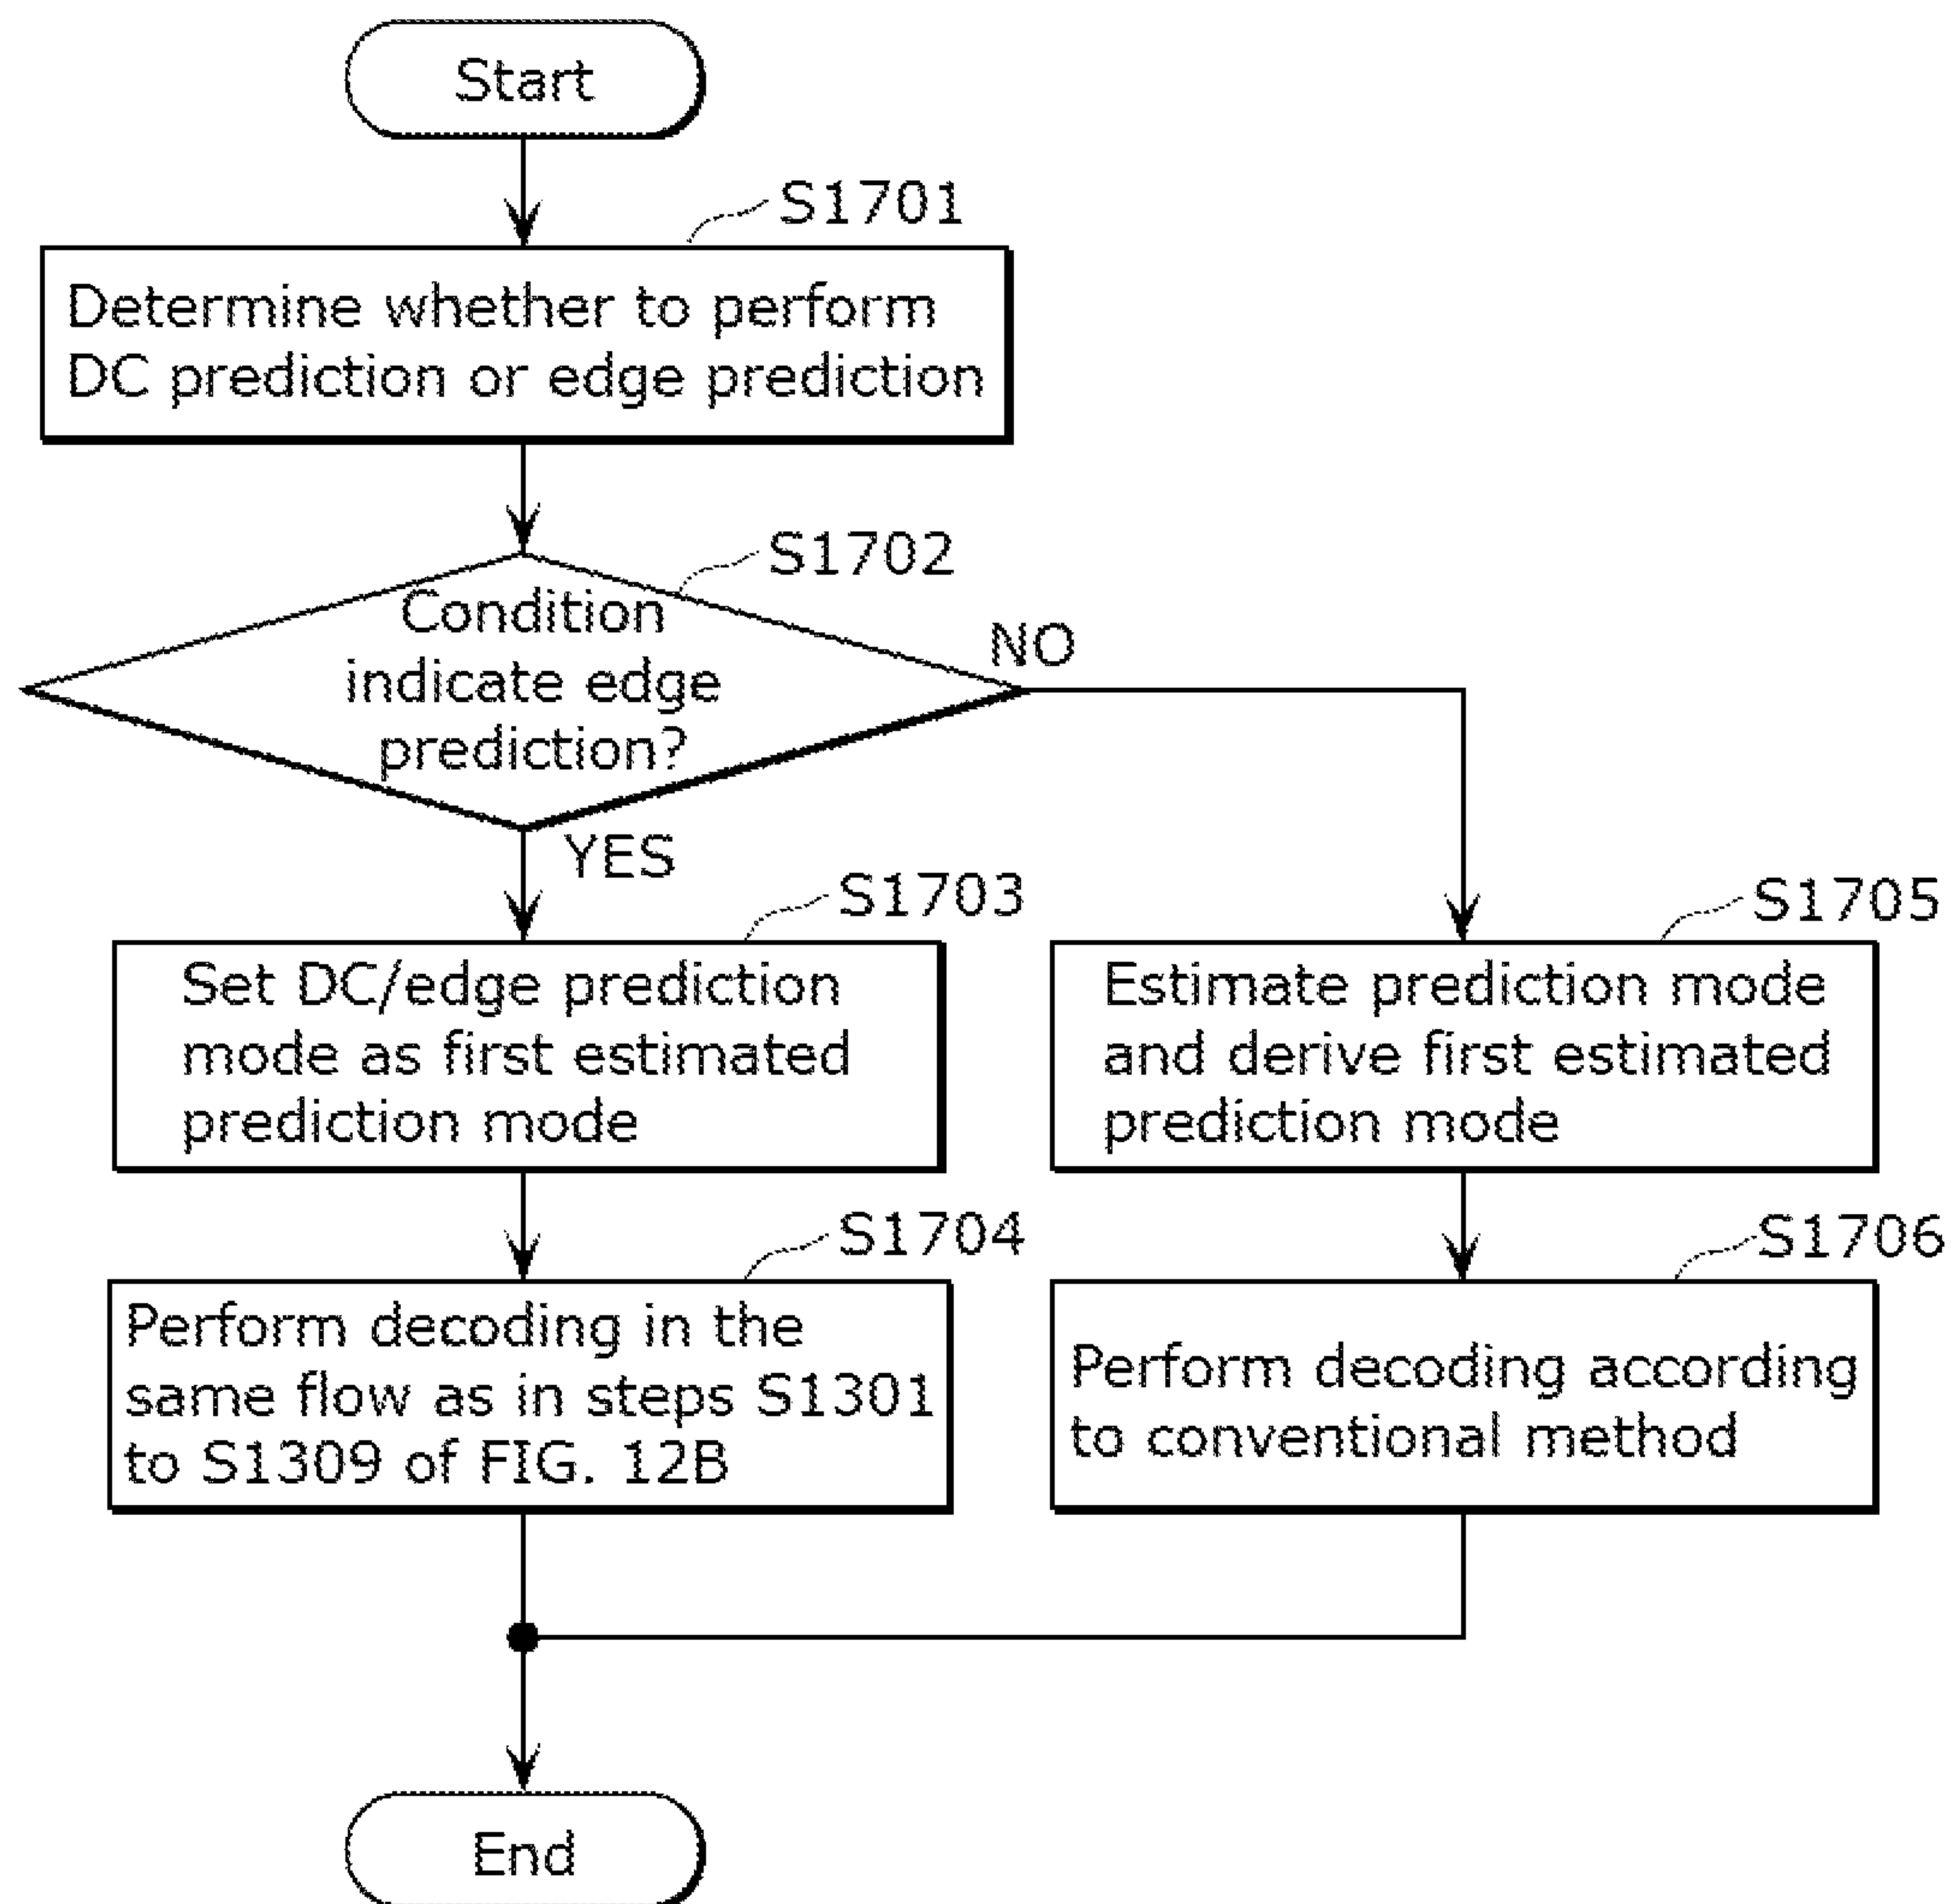 Start
S1701
Determine whether to perform
DC prediction or edge prediction
S1702
Condition
indicate edge
prediction?
NO
YES
S1703
Set DC/edge prediction
mode as first estimated
prediction mode
S1705
Estimate prediction mode
and derive first estimated
prediction mode
S1704
Perform decoding in the
same flow as in steps S1301
to S1309 of FIG. 12B
S1706
Perform decoding according
to conventional method
End